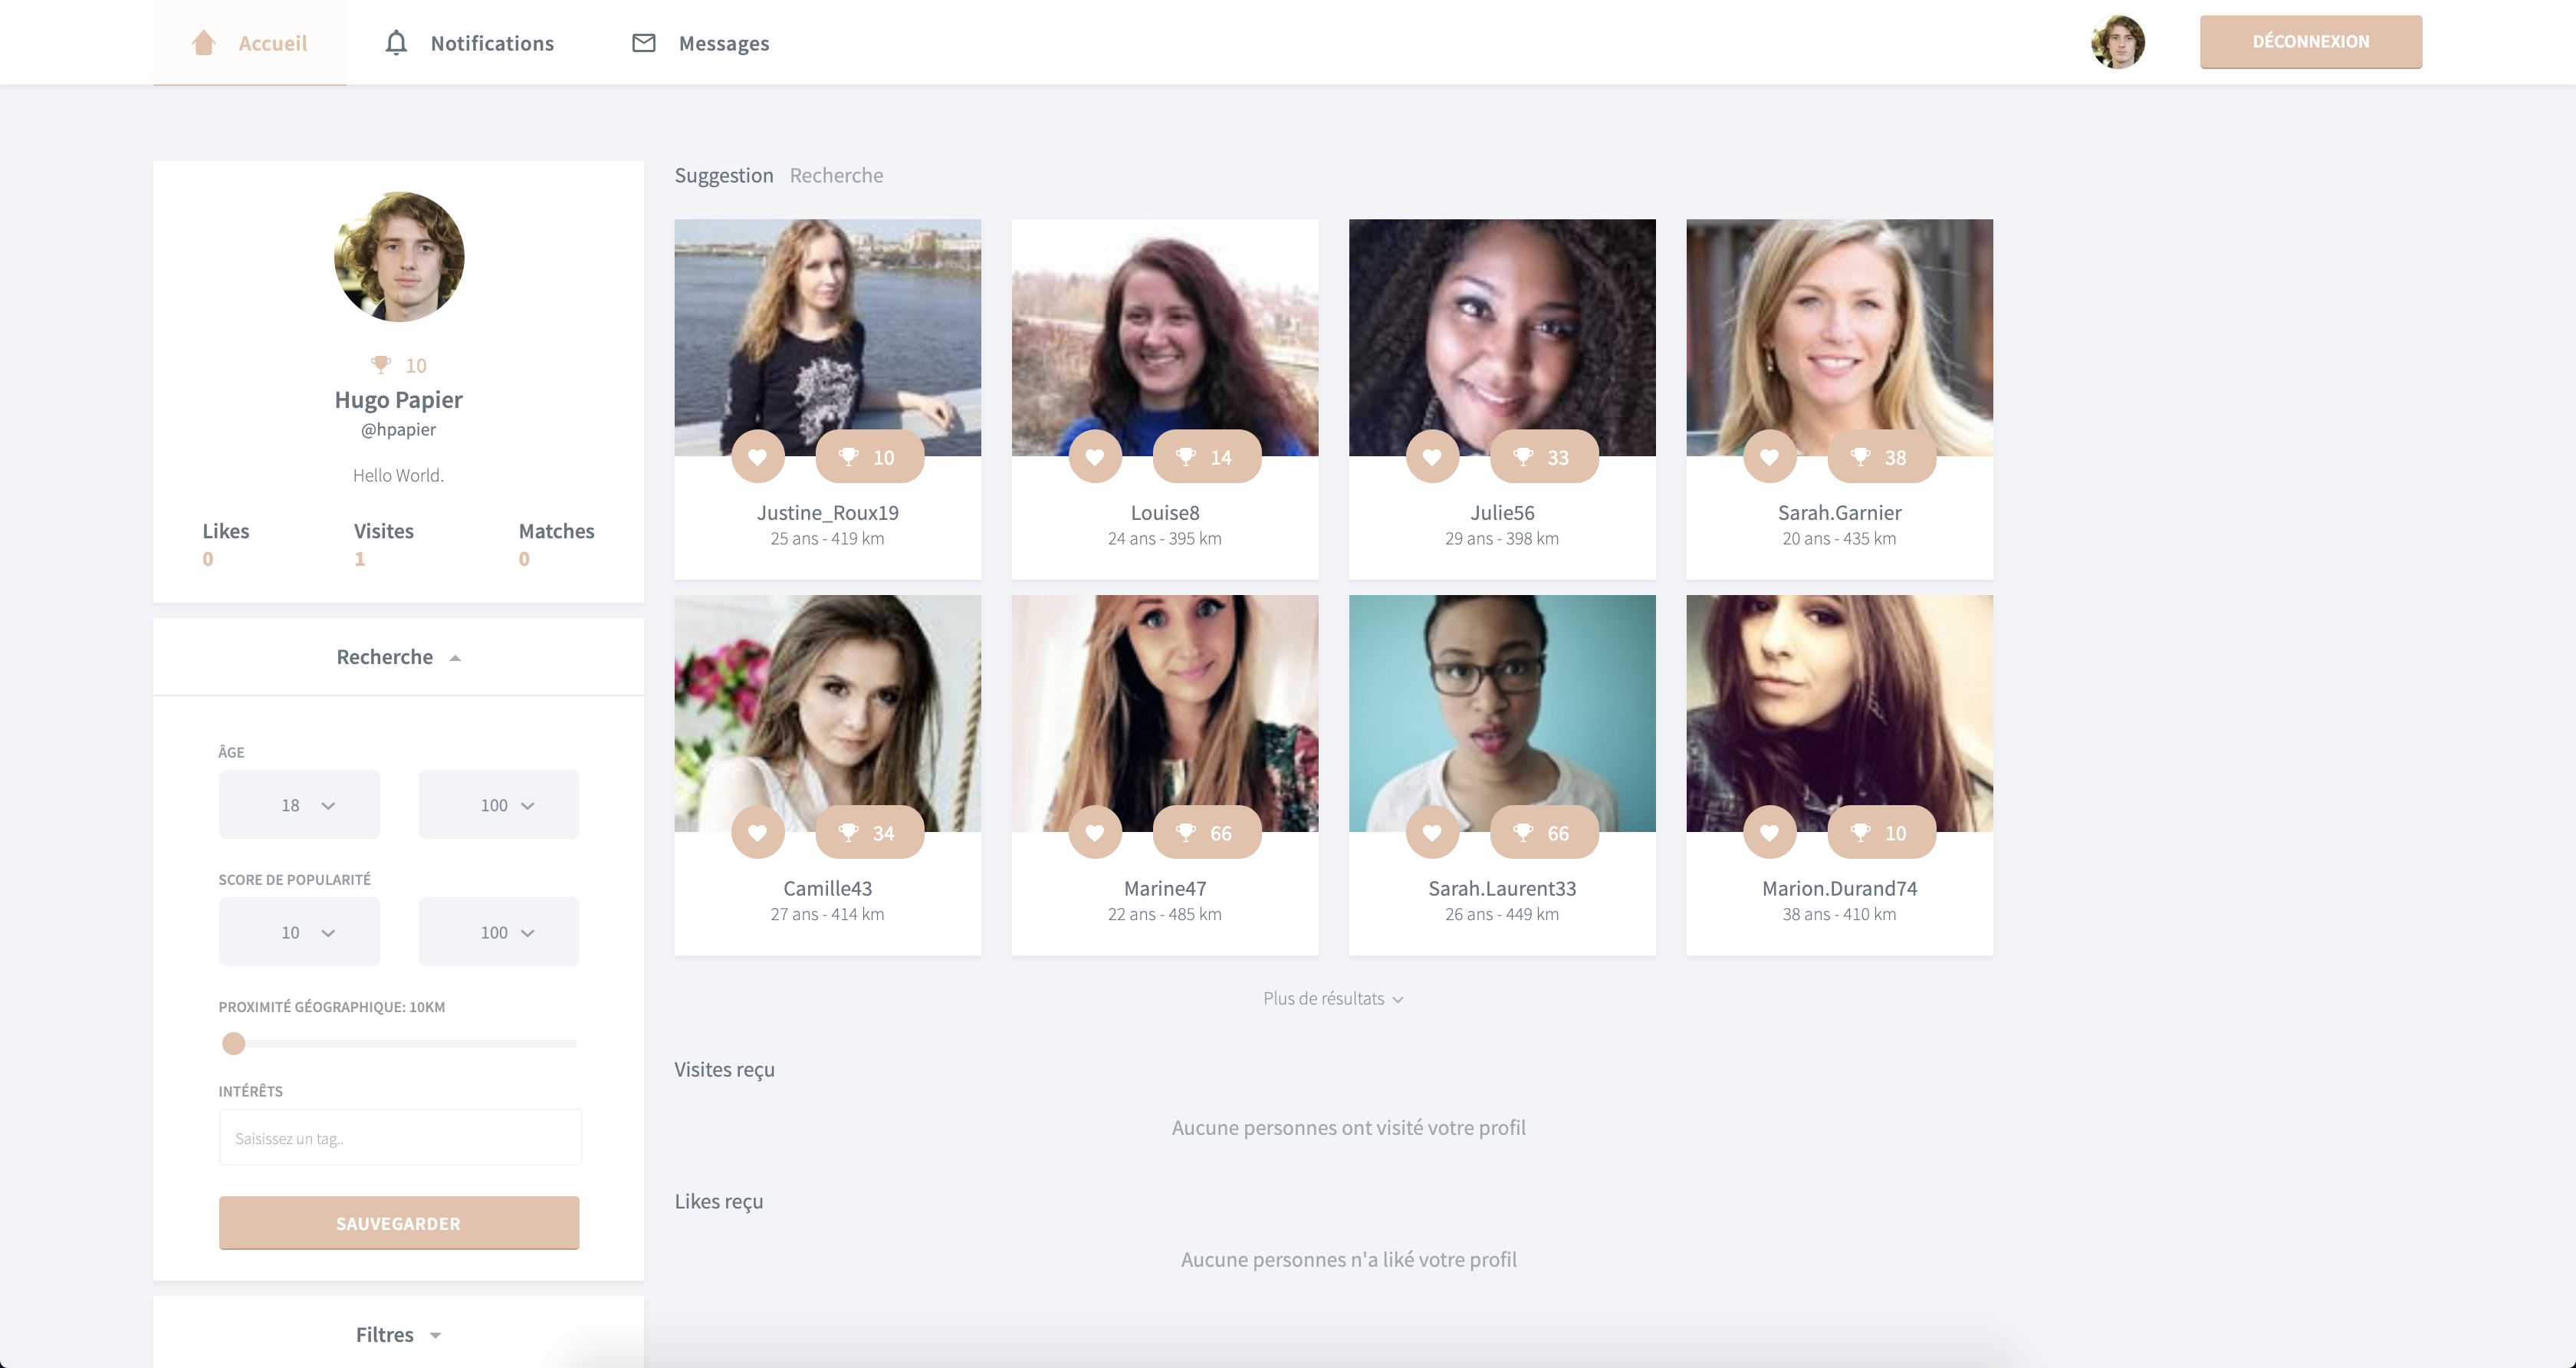 Accueil
Notifications
Messages
DÉCONNEXION
10
Hugo Papier
@hpapier
Hello World.
Likes Visites Matches
0 1 0
Recherche
ÂGE
18 100
SCORE DE POPULARITÉ
10 100
PROXIMITÉ GÉOGRAPHIQUE: 10KM
INTÉRÊTS
Saisissez un tag..
SAUVEGARDER
Filtres
Suggestion Recherche
10
Justine_Roux19
25 ans - 419 km
14
Louise8
24 ans - 395 km
33
Julie56
29 ans - 398 km
38
Sarah.Garnier
20 ans - 435 km
34
Camille43
27 ans - 414 km
66
Marine47
22 ans - 485 km
66
Sarah.Laurent33
26 ans - 449 km
10
Marion.Durand74
38 ans - 410 km
Plus de résultats
Visites reçu
Aucune personnes ont visité votre profil
Likes reçu
Aucune personnes n'a liké votre profil